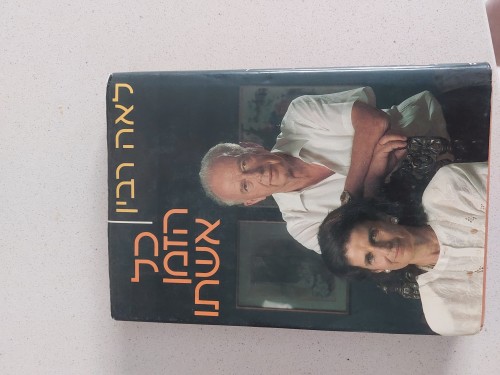 לאה רבין
כל
הזמן
אשתו